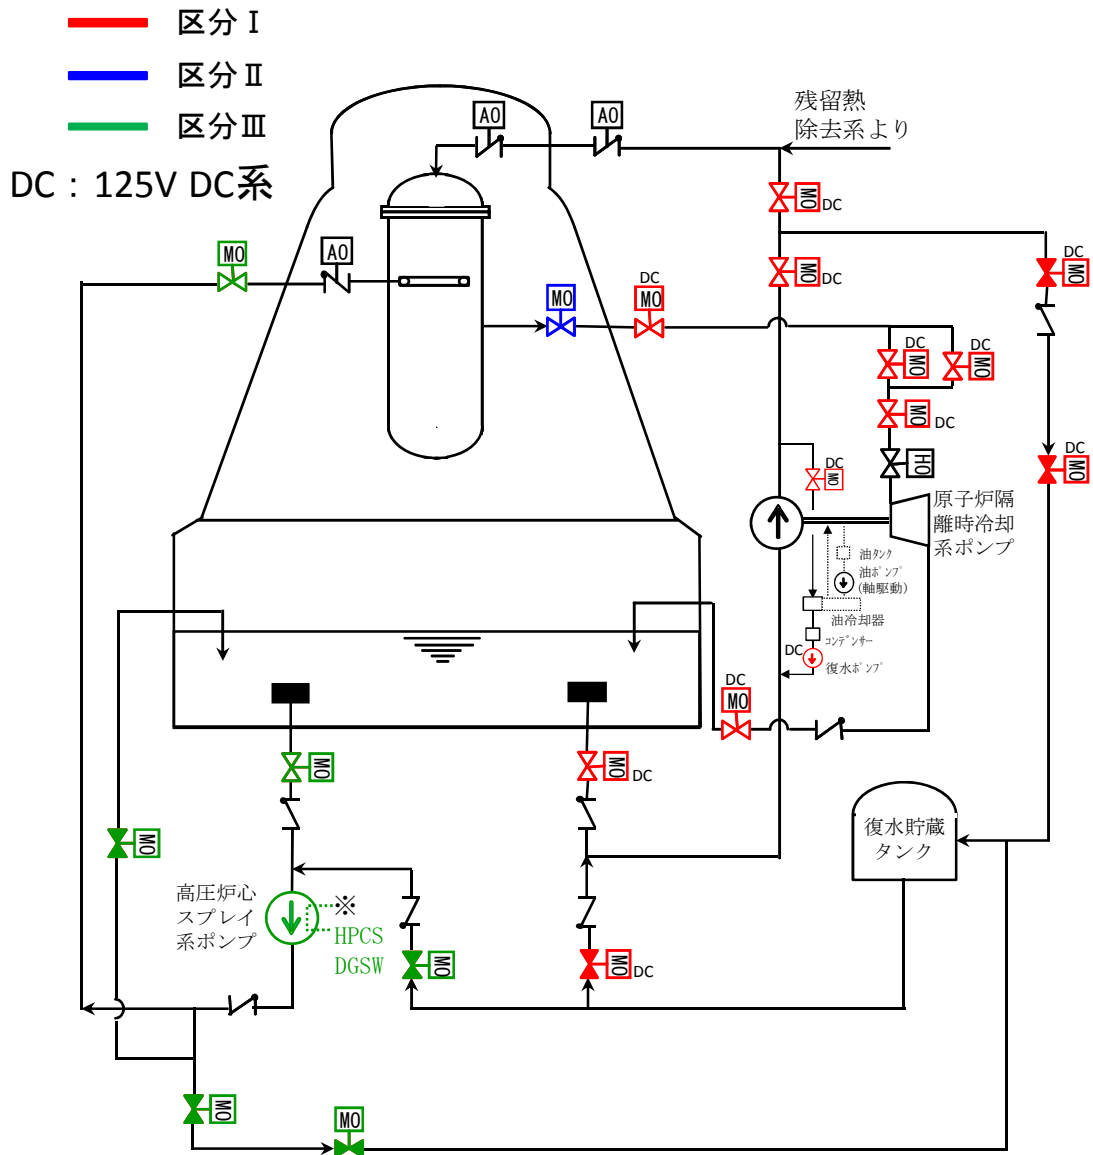 区分Ⅰ
区分Ⅱ
区分Ⅲ
DC：125V DC系
AO
AO
残留熱
除去系より
MO
DC
MO
AO
MO
DC
DC
MO
MO
DC
MO
DC
MO
DC
MO
MO
DC
HO
DC
MO
DC
MO
原子炉隔
離時冷却
系ポンプ
油タンク
油ポンプ
(軸駆動)
油冷却器
コンデンサー
DC
復水ポンプ
DC
MO
MO
MO
DC
MO
復水貯蔵
タンク
高圧炉心
スプレイ
系ポンプ
※
HPCS
DGSW
MO
MO
DC
MO
MO